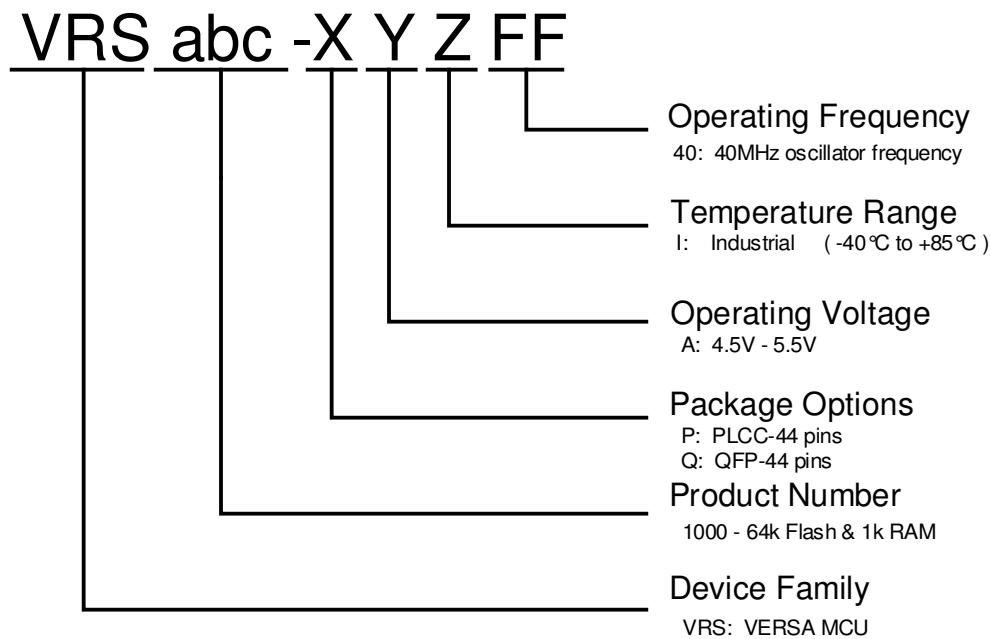 VRS abc -X Y Z FF
Operating Frequency
40: 40MHz oscillator frequency
Temperature Range
I: Industrial ( -40°C to +85°C )
Operating Voltage
A: 4.5V - 5.5V
Package Options
P: PLCC-44 pins
Q: QFP-44 pins
Product Number
1000 - 64k Flash & 1k RAM
Device Family
VRS: VERSA MCU